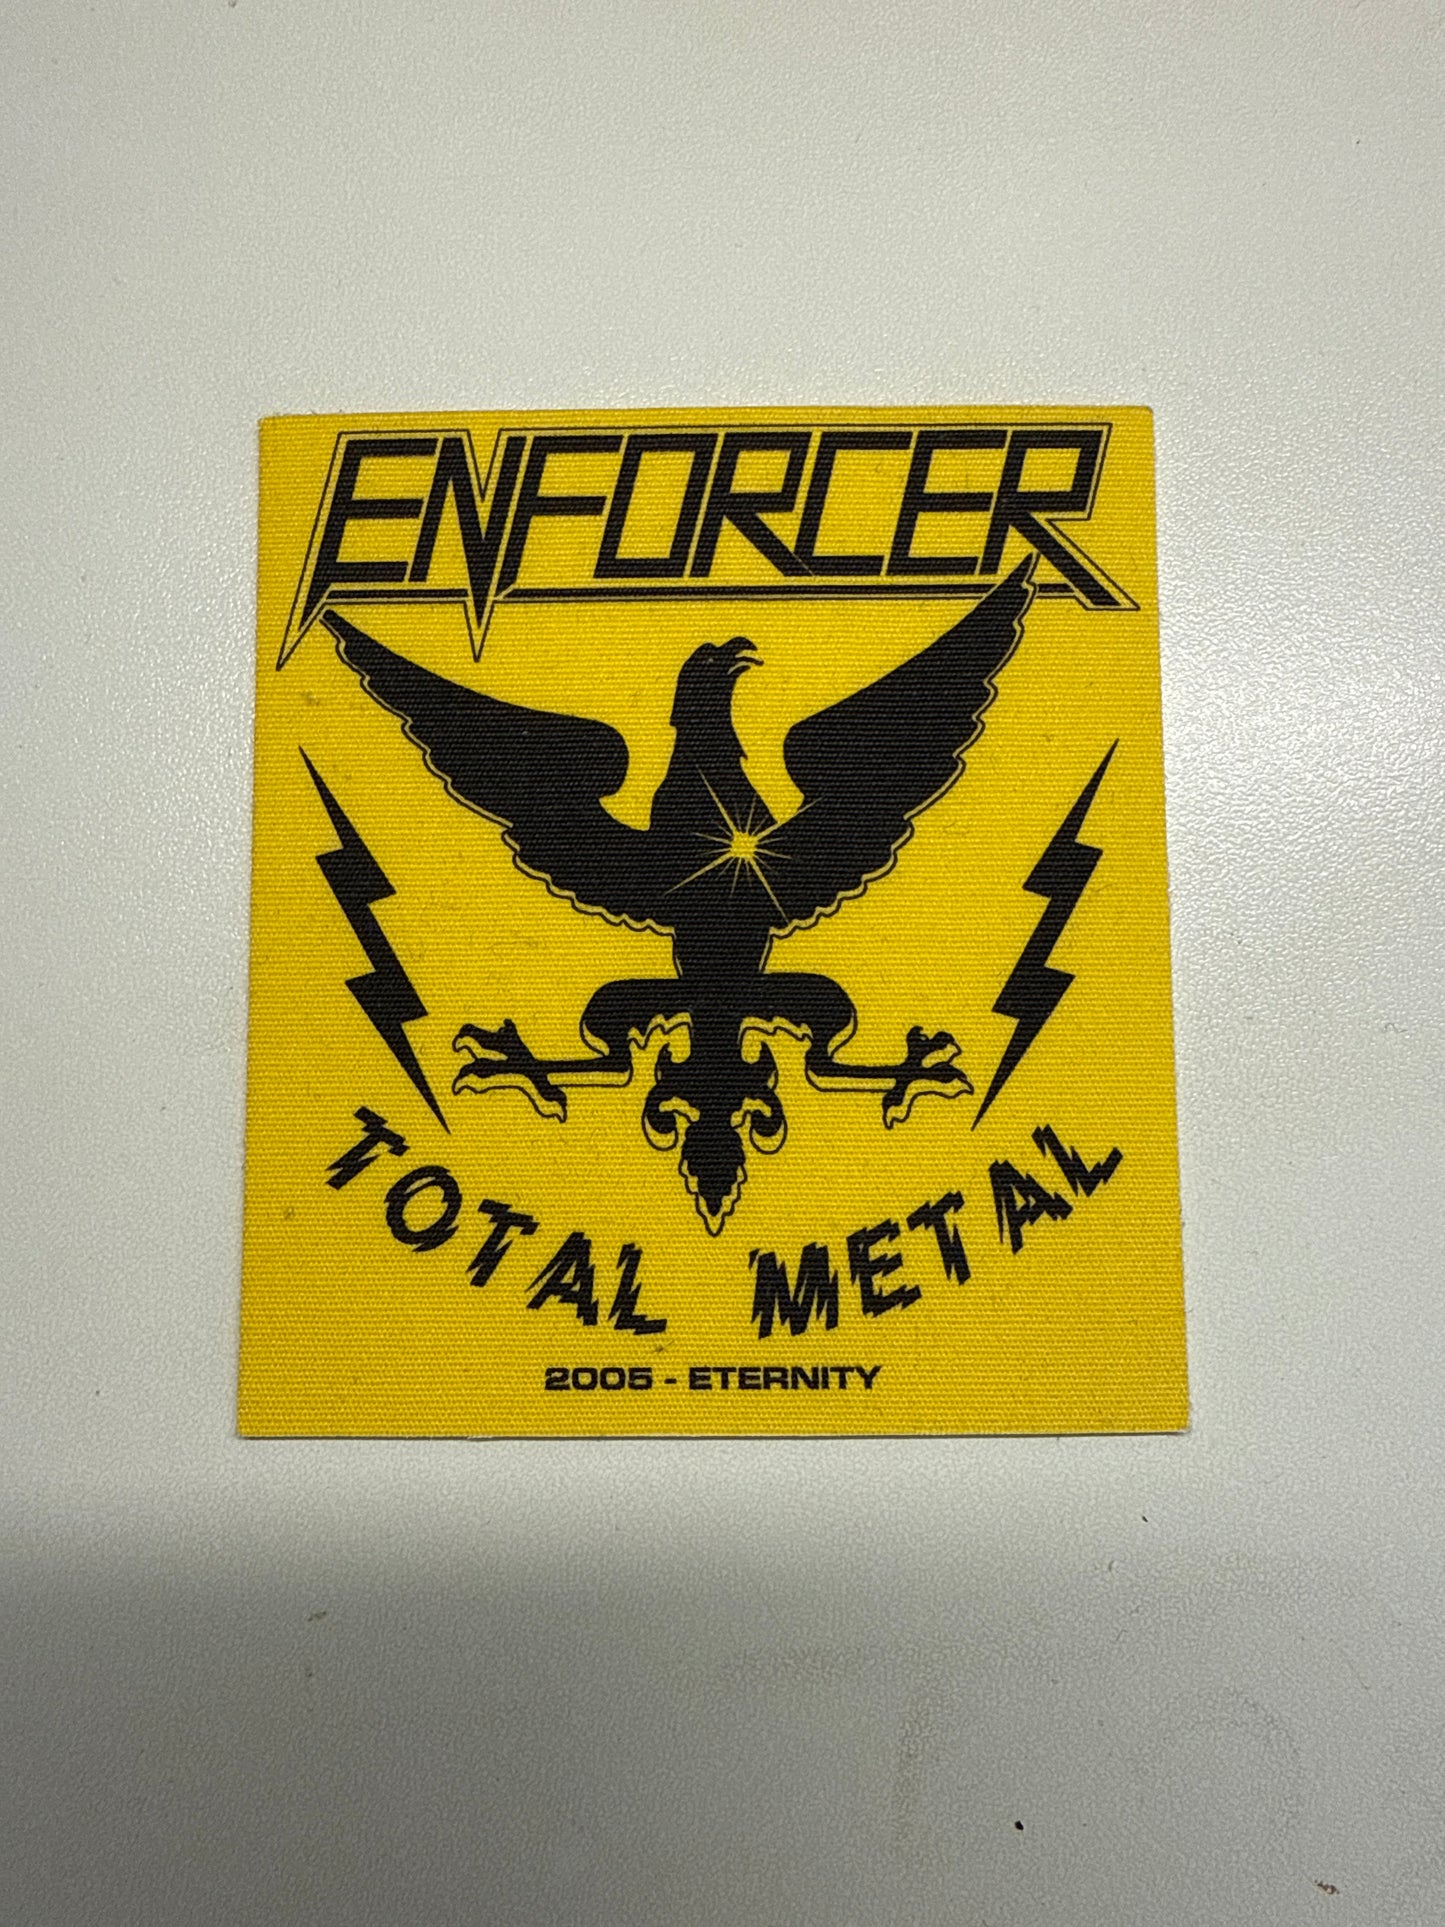 ENFORCER
TOTAL METAL
2005 - ETERNITY